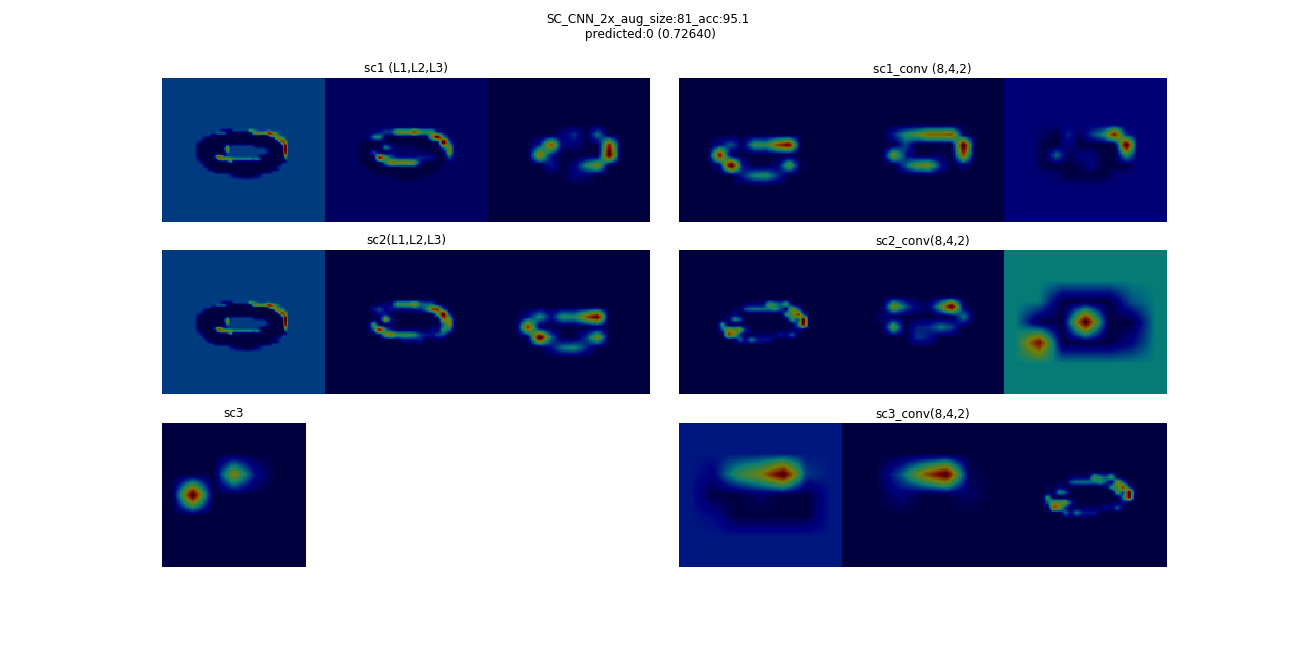 SC_CNN_2x_aug_size:81_acc:95.1
predicted:0 (0.72640)
sc1 (L1,L2,L3)
sc1_conv (8,4,2)
sc2(L1,L2,L3)
sc2_conv(8,4,2)
sc3
sc3_conv(8,4,2)